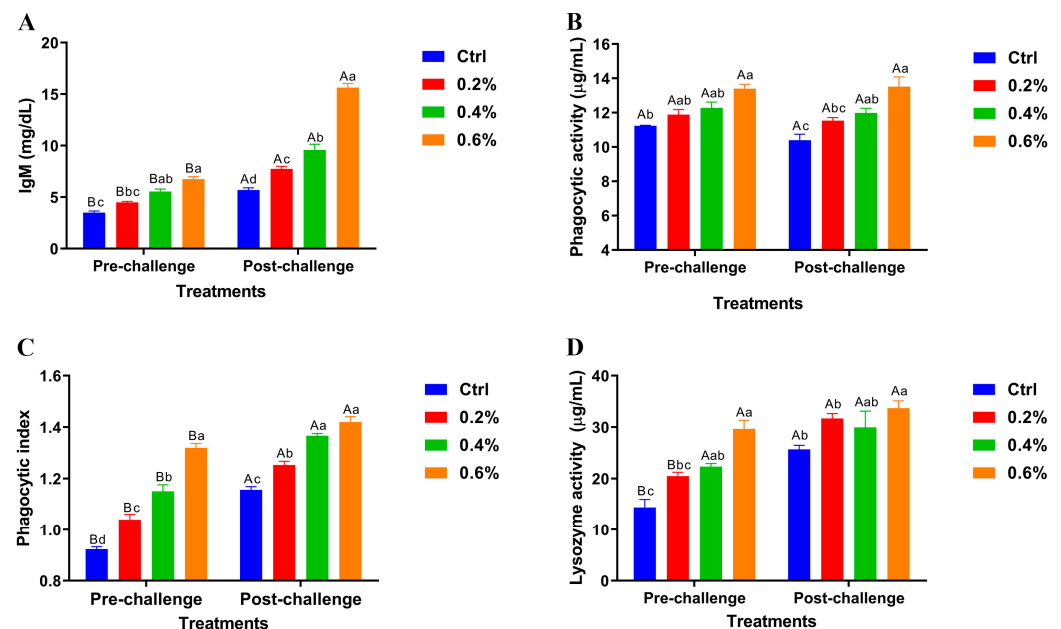 A
IgM (mg/dL)
20
15
10
5
0
Bc
Bbc
Bab
Ba
Ad
Ac
Ab
Aa
Pre-challenge
Post-challenge
Treatments
Ctrl
0.2%
0.4%
0.6%
B
Phagocytic activity (μg/mL)
16
14
12
10
8
6
4
Ab
Aab
Aab
Aa
Ac
Abc
Aab
Aa
Pre-challenge
Post-challenge
Treatments
Ctrl
0.2%
0.4%
0.6%
C
Phagocytic index
1.6
1.4
1.2
1.0
0.8
Bd
Bc
Bb
Ba
Ac
Ab
Aa
Aa
Pre-challenge
Post-challenge
Treatments
Ctrl
0.2%
0.4%
0.6%
D
Lysozyme activity (μg/mL)
40
30
20
10
0
Bc
Bbc
Aab
Aa
Ab
Ab
Aab
Aa
Pre-challenge
Post-challenge
Treatments
Ctrl
0.2%
0.4%
0.6%